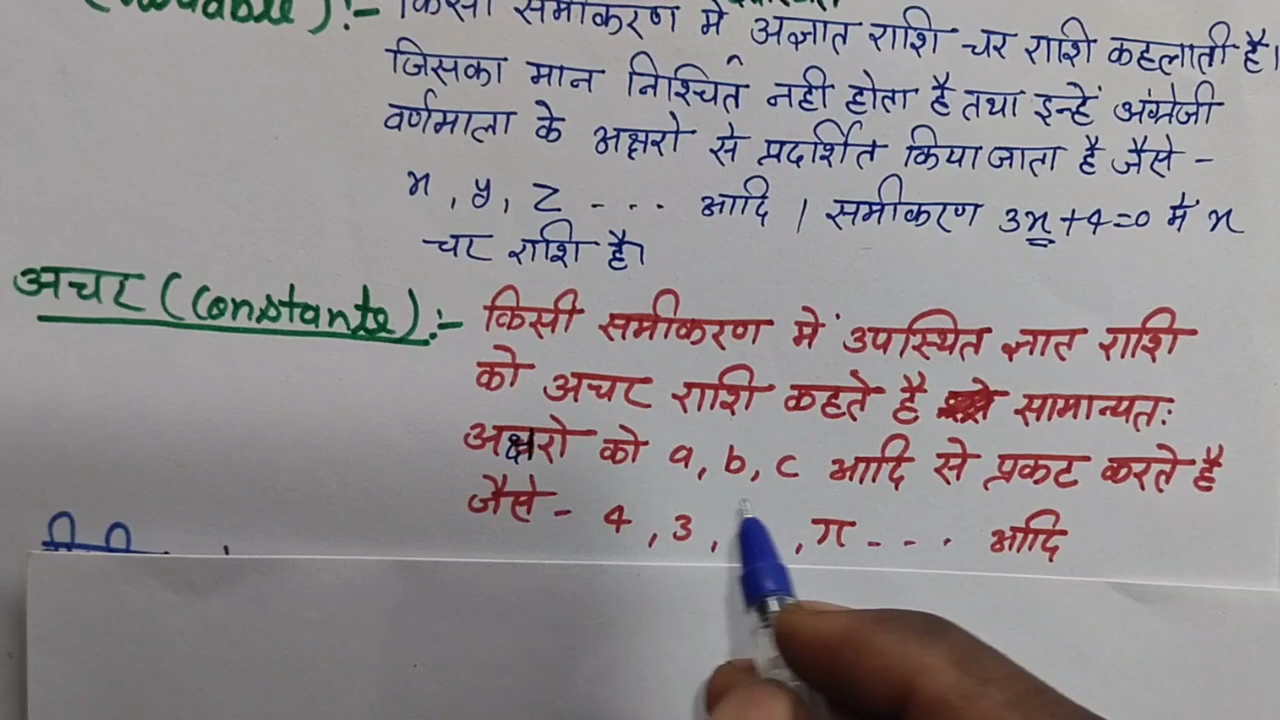 किसी समीकरण में अज्ञात राशि चर राशि कहलाती है।
जिसका मान निश्चित नही होता है तथा इन्हें अंग्रेजी
वर्णमाला के अक्षरो से प्रदर्शित किया जाता है जैसे -
x, y, z - - - आदि । समीकरण 3x+4=0 में x
चर राशि है।
अचर (Constante) :- किसी समीकरण में उपस्थित ज्ञात राशि
को अचर राशि कहते है सामान्यतः
अक्षरो को a, b, c आदि से प्रकट करते है
जैसे - 4, 3, , π - - - आदि